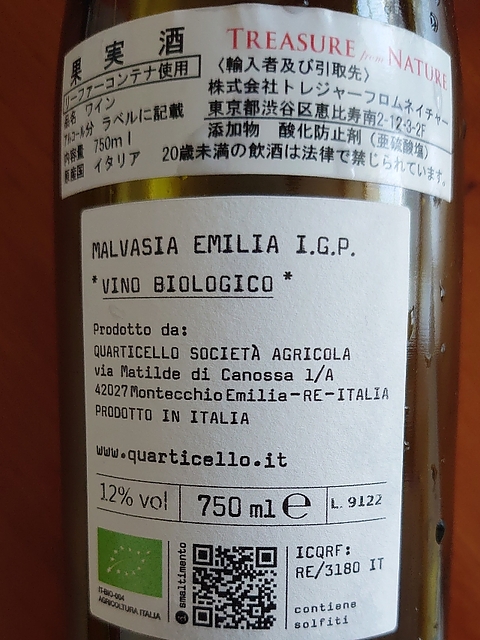 果実酒
TREASURE from NATURE
リーファーコンテナ使用
〈輸入者及び引取先〉
品名 ワイン
株式会社トレジャーフロムネイチャー
アルコール分 ラベルに記載
東京都渋谷区恵比寿南2-12-3-2F
内容量 750ml
添加物 酸化防止剤(亜硫酸塩)
原産国 イタリア
20歳未満の飲酒は法律で禁じられています。
MALVASIA EMILIA I.G.P.
*VINO BIOLOGICO*
Prodotto da:
QUARTICELLO SOCIETÀ AGRICOLA
via Matilde di Canossa 1/A
42027 Montecchio Emilia-RE-ITALIA
PRODOTTO IN ITALIA
www.quarticello.it
12% vol
750 ml e
L. 9122
IT-BIO-004
AGRICOLTURA ITALIA
smaltimento
ICQRF:
RE/3180 IT
contiene
solfiti